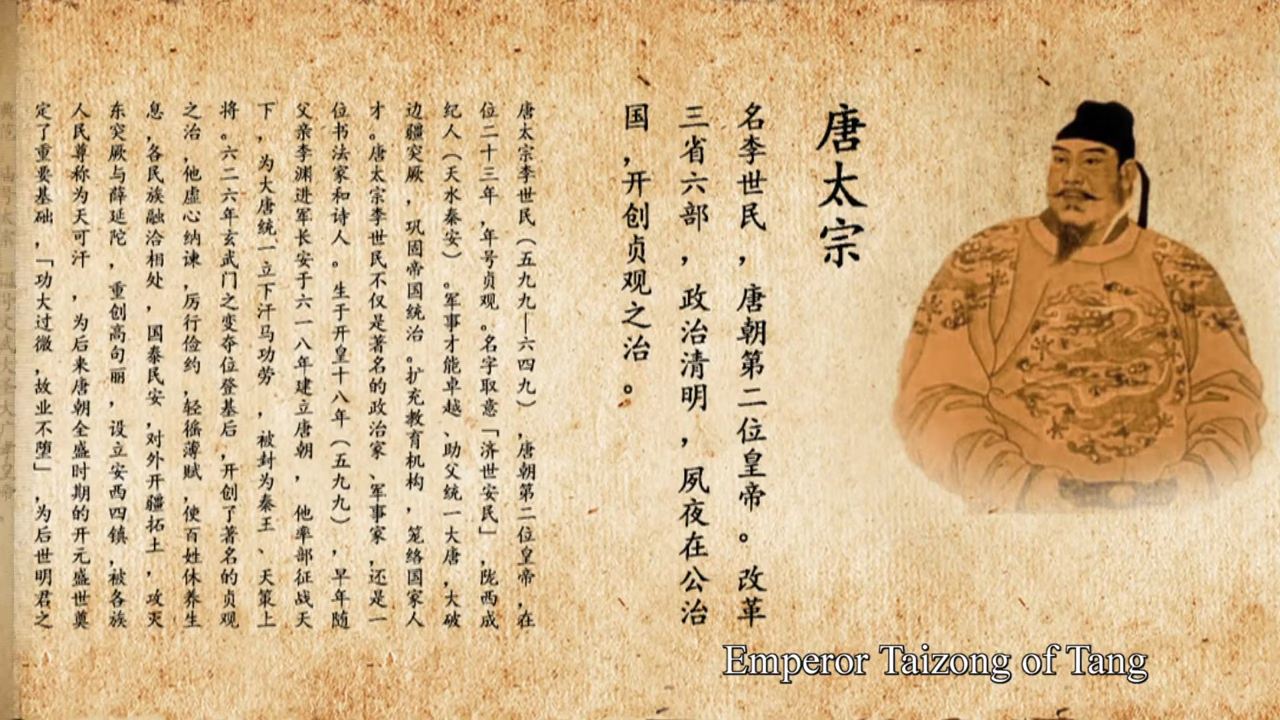 唐太宗
名李世民,唐朝第二位皇帝。改革
三省六部,政治清明,夙夜在公治
国,开创贞观之治。
唐太宗李世民(五九九—六四九),唐朝第二位皇帝,在
位二十三年,年号贞观。名字取意「济世安民」,陇西成
纪人(天水秦安)。军事才能卓越、助父统一大唐,大破
边疆突厥,巩固帝国统治。扩充教育机构,笼络国家人
才。唐太宗李世民不仅是著名的政治家、军事家,还是一
位书法家和诗人。生于开皇十八年(五九九),早年随
父亲李渊进军长安于六一八年建立唐朝,他率部征战天
下,为大唐统一立下汗马功劳,被封为秦王、天策上
将。六二六年玄武门之变夺位登基后,开创了著名的贞观
之治,他虚心纳谏,厉行俭约,轻摇薄赋,使百姓休养生
息,各民族融洽相处,国泰民安,对外开疆拓土,攻灭
东突厥与薛延陀,重创高句丽,设立安西四镇,被各族
人民尊称为天可汗,为后来唐朝全盛时期的开元盛世奠
定了重要基础,「功大过微,故业不堕」,为后世明君之
Emperor Taizong of Tang